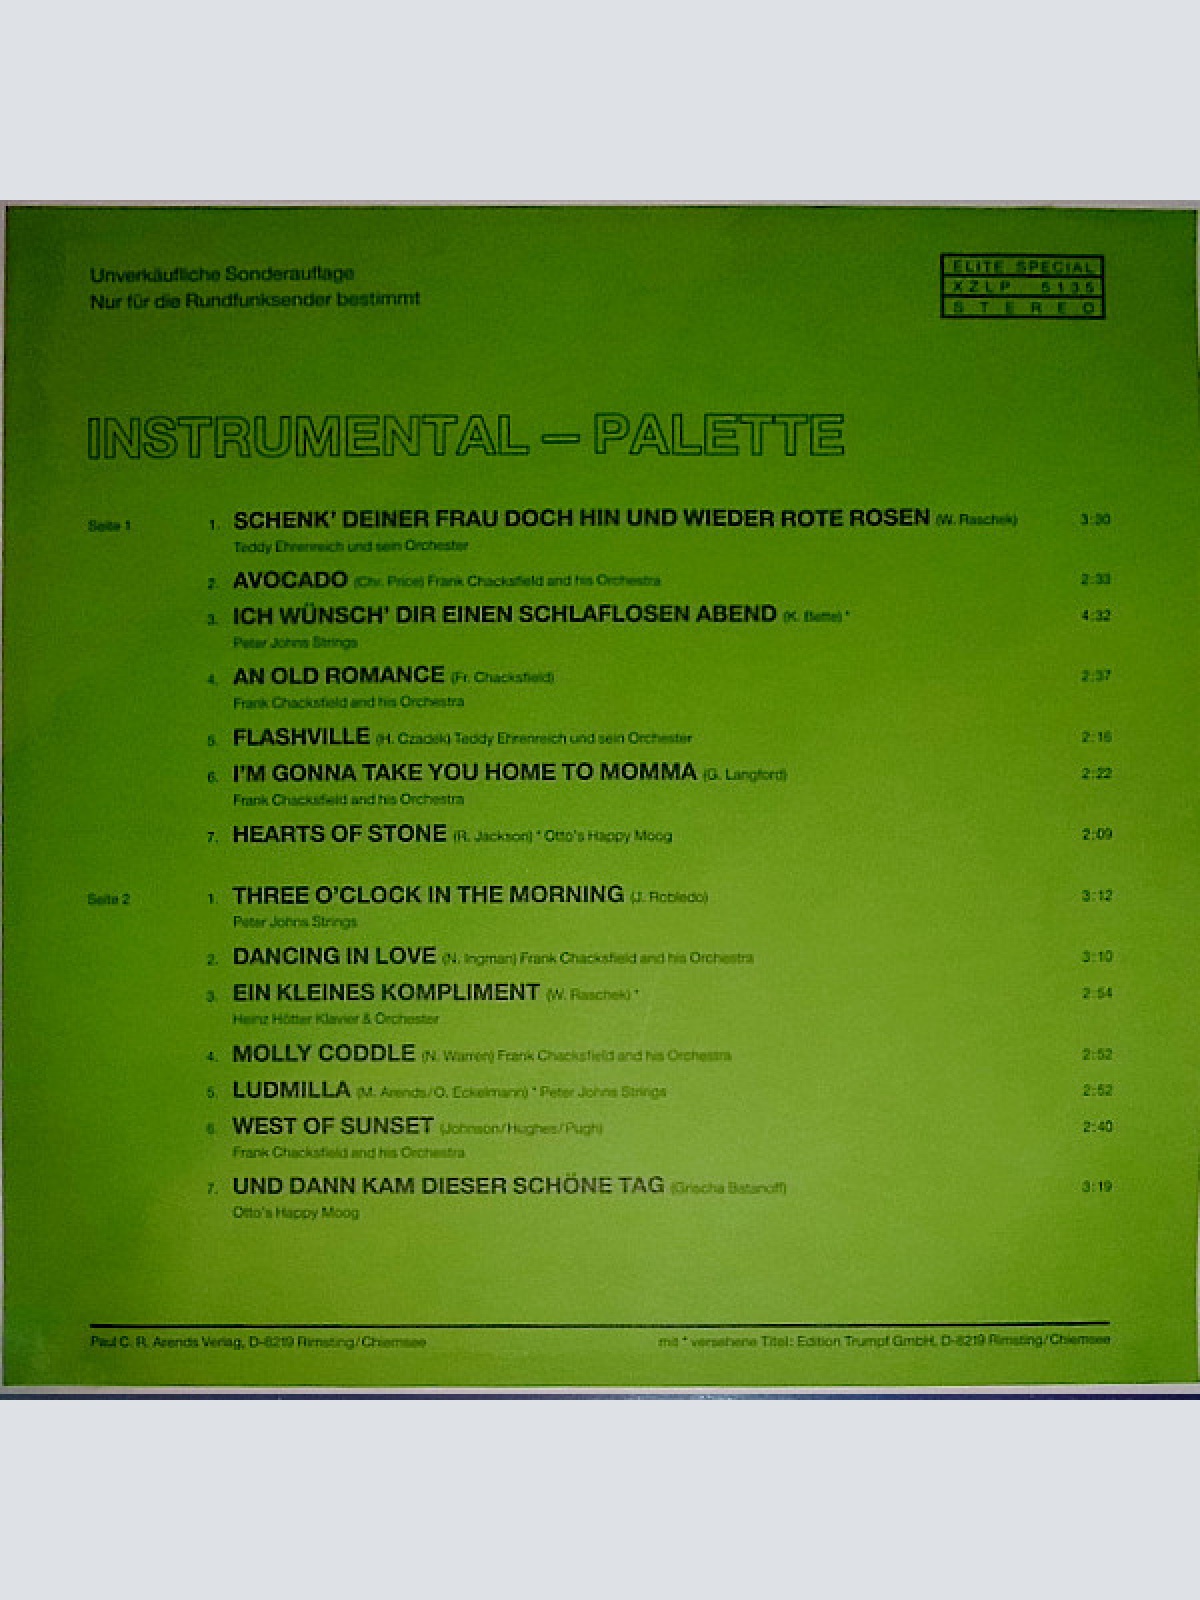 Unverkäufliche Sonderauflage
Nur für die Rundfunksender bestimmt
ELITE SPECIAL
XZLP 5135
STEREO
INSTRUMENTAL – PALETTE
Seite 1 1. SCHENK' DEINER FRAU DOCH HIN UND WIEDER ROTE ROSEN (W. Raschek) 3:30
Teddy Ehrenreich und sein Orchester
2. AVOCADO (Chr. Price) Frank Chacksfield and his Orchestra 2:33
3. ICH WÜNSCH' DIR EINEN SCHLAFLOSEN ABEND (K. Bette) * 4:32
Peter Johns Strings
4. AN OLD ROMANCE (Fr. Chacksfield) 2:37
Frank Chacksfield and his Orchestra
5. FLASHVILLE (H. Czadek) Teddy Ehrenreich und sein Orchester 2:16
6. I'M GONNA TAKE YOU HOME TO MOMMA (G. Langford) 2:22
Frank Chacksfield and his Orchestra
7. HEARTS OF STONE (R. Jackson) * Otto's Happy Moog 2:09
Seite 2 1. THREE O'CLOCK IN THE MORNING (J. Robledo) 3:12
Peter Johns Strings
2. DANCING IN LOVE (N. Ingman) Frank Chacksfield and his Orchestra 3:10
3. EIN KLEINES KOMPLIMENT (W. Raschek) * 2:54
Heinz Hötter Klavier & Orchester
4. MOLLY CODDLE (N. Warren) Frank Chacksfield and his Orchestra 2:52
5. LUDMILLA (M. Arends/O. Eckelmann) * Peter Johns Strings 2:52
6. WEST OF SUNSET (Johnson/Hughes/Pugh) 2:40
Frank Chacksfield and his Orchestra
7. UND DANN KAM DIESER SCHÖNE TAG (Grischa Batanoff) 3:19
Otto's Happy Moog
Paul C. R. Arends Verlag, D-8219 Rimsting/Chiemsee mit * versehene Titel: Edition Trumpf GmbH, D-8219 Rimsting/Chiemsee